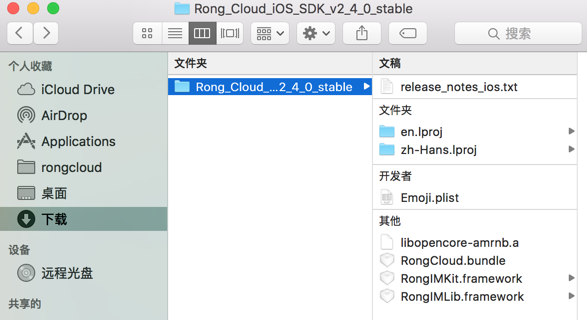 Rong_Cloud_iOS_SDK_v2_4_0_stable
搜索
个人收藏
iCloud Drive
AirDrop
Applications
rongcloud
桌面
下载
设备
远程光盘
共享的
文件夹
Rong_Cloud_...2_4_0_stable
文稿
release_notes_ios.txt
文件夹
en.lproj
zh-Hans.lproj
开发者
Emoji.plist
其他
libopencore-amrnb.a
RongCloud.bundle
RongIMKit.framework
RongIMLib.framework